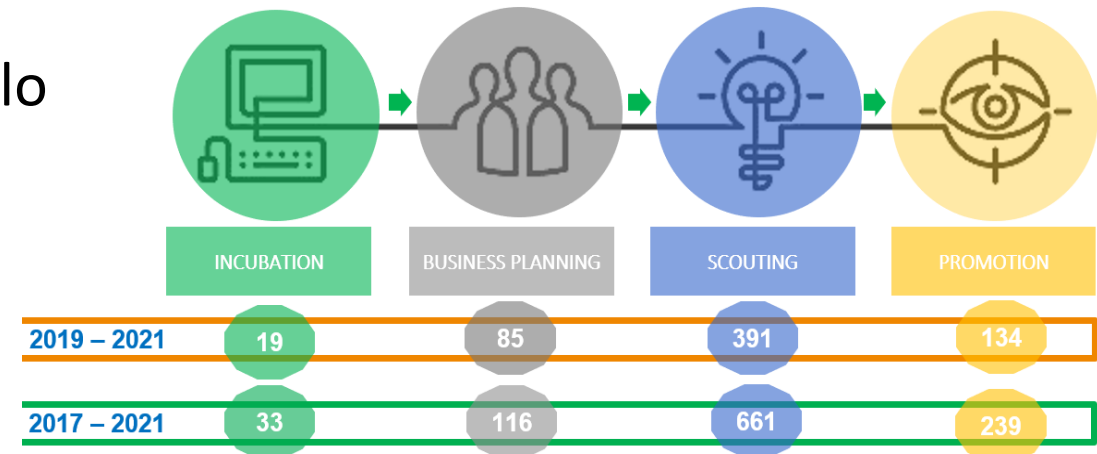 lo
INCUBATION BUSINESS PLANNING SCOUTING PROMOTION
2019 – 2021 19 85 391 134
2017 – 2021 33 116 661 239